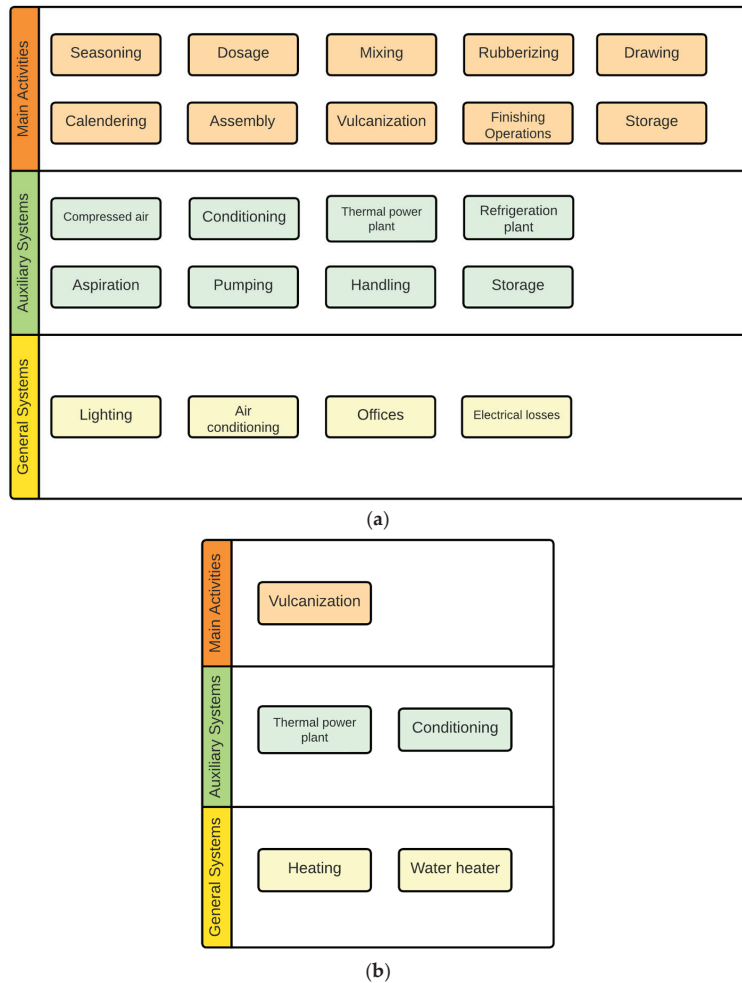 Main Activities
Seasoning
Dosage
Mixing
Rubberizing
Drawing
Calendering
Assembly
Vulcanization
Finishing
Operations
Storage
Auxiliary Systems
Compressed air
Conditioning
Thermal power
plant
Refrigeration
plant
Aspiration
Pumping
Handling
Storage
General Systems
Lighting
Air
conditioning
Offices
Electrical losses
(a)
Main Activities
Vulcanization
Auxiliary Systems
Thermal power
plant
Conditioning
General Systems
Heating
Water heater
(b)